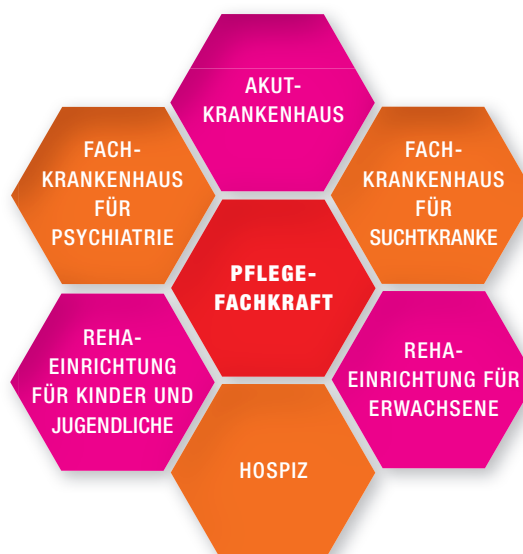 AKUT-
KRANKENHAUS
FACH-
KRANKENHAUS
FÜR
PSYCHIATRIE
FACH-
KRANKENHAUS
FÜR
SUCHTKRANKE
PFLEGE-
FACHKRAFT
REHA-
EINRICHTUNG
FÜR KINDER UND
JUGENDLICHE
REHA-
EINRICHTUNG FÜR
ERWACHSENE
HOSPIZ